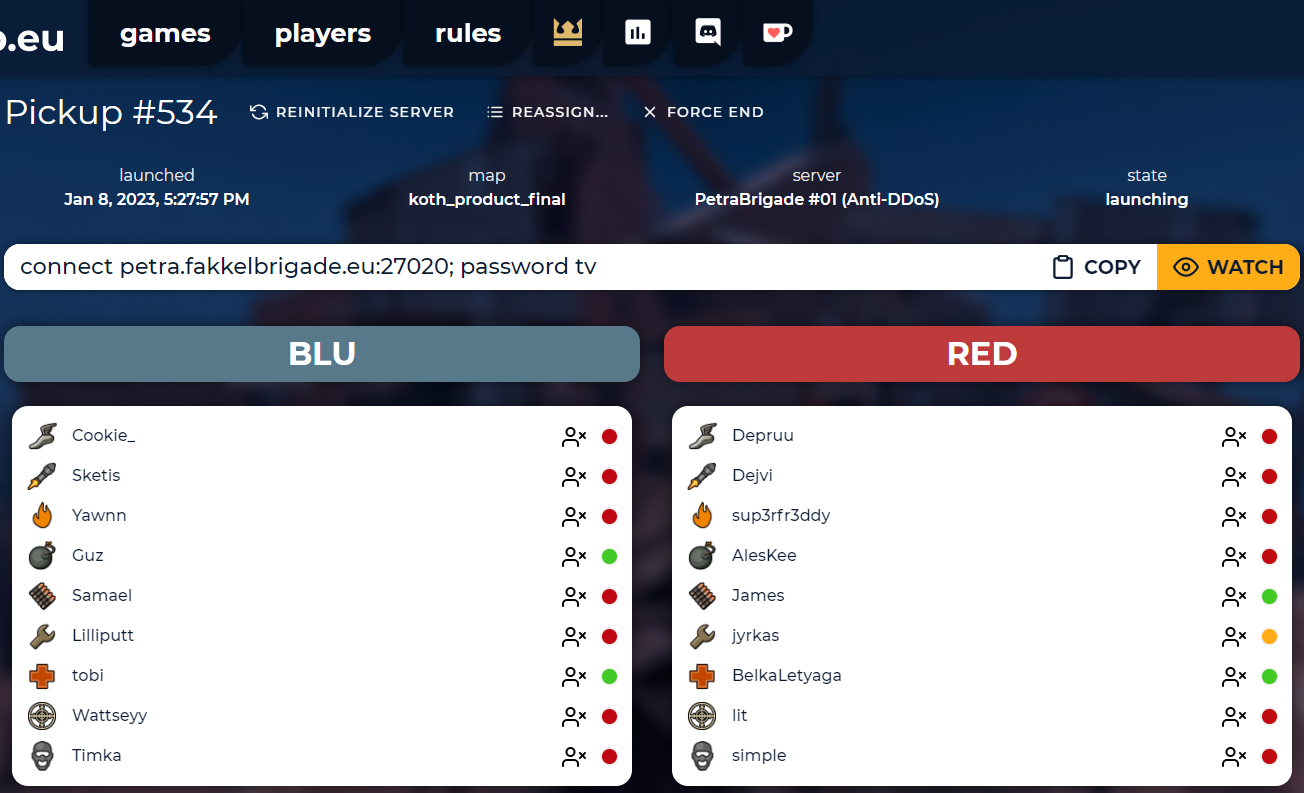 .eu games players rules
Pickup #534 REINITIALIZE SERVER REASSIGN... FORCE END
launched map server state
Jan 8, 2023, 5:27:57 PM koth_product_final PetraBrigade #01 (Anti-DDoS) launching
connect petra.fakkelbrigade.eu:27020; password tv COPY WATCH
BLU RED
Cookie_
Sketis
Yawnn
Guz
Samael
Lilliputt
tobi
Wattseyy
Timka
Depruu
Dejvi
sup3rfr3ddy
AlesKee
James
jyrkas
BelkaLetyaga
lit
simple